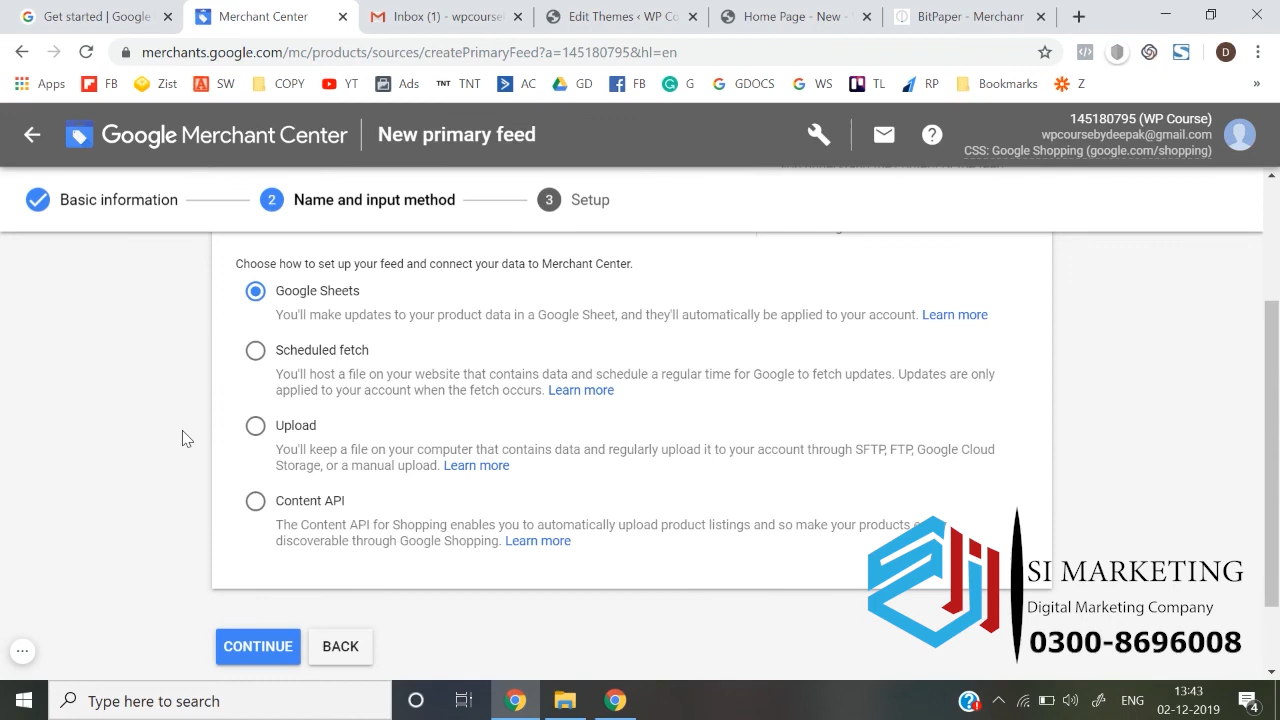 Get started | Google
Merchant Center
Inbox (1) - wpcourse
Edit Themes ‹ WP Co
Home Page - New -
BitPaper - Merchan
merchants.google.com/mc/products/sources/createPrimaryFeed?a=145180795&hl=en
D
Apps
FB
Zist
SW
COPY
YT
Ads
TNT
TNT
AC
GD
FB
G
GDOCS
WS
TL
RP
Bookmarks
Z
»
Google Merchant Center
New primary feed
145180795 (WP Course)
wpcoursebydeepak@gmail.com
CSS: Google Shopping (google.com/shopping)
Basic information
2 Name and input method
3 Setup
Choose how to set up your feed and connect your data to Merchant Center.
Google Sheets
You'll make updates to your product data in a Google Sheet, and they'll automatically be applied to your account. Learn more
Scheduled fetch
You'll host a file on your website that contains data and schedule a regular time for Google to fetch updates. Updates are only
applied to your account when the fetch occurs. Learn more
Upload
You'll keep a file on your computer that contains data and regularly upload it to your account through SFTP, FTP, Google Cloud
Storage, or a manual upload. Learn more
Content API
The Content API for Shopping enables you to automatically upload product listings and so make your products
discoverable through Google Shopping. Learn more
SI MARKETING
Digital Marketing Company
0300-8696008
CONTINUE
BACK
Type here to search
ENG
13:43
02-12-2019
4